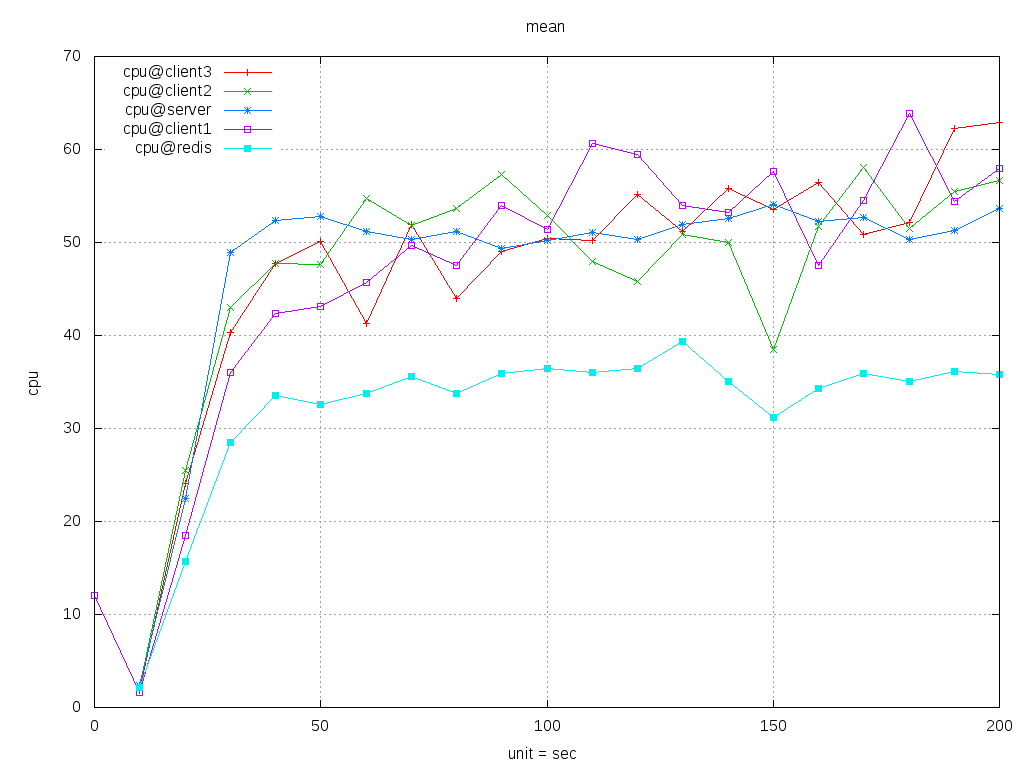 mean
70
60
50
40
30
20
10
0
cpu@client3
cpu@client2
cpu@server
cpu@client1
cpu@redis
cpu
0 50 100 150 200
unit = sec